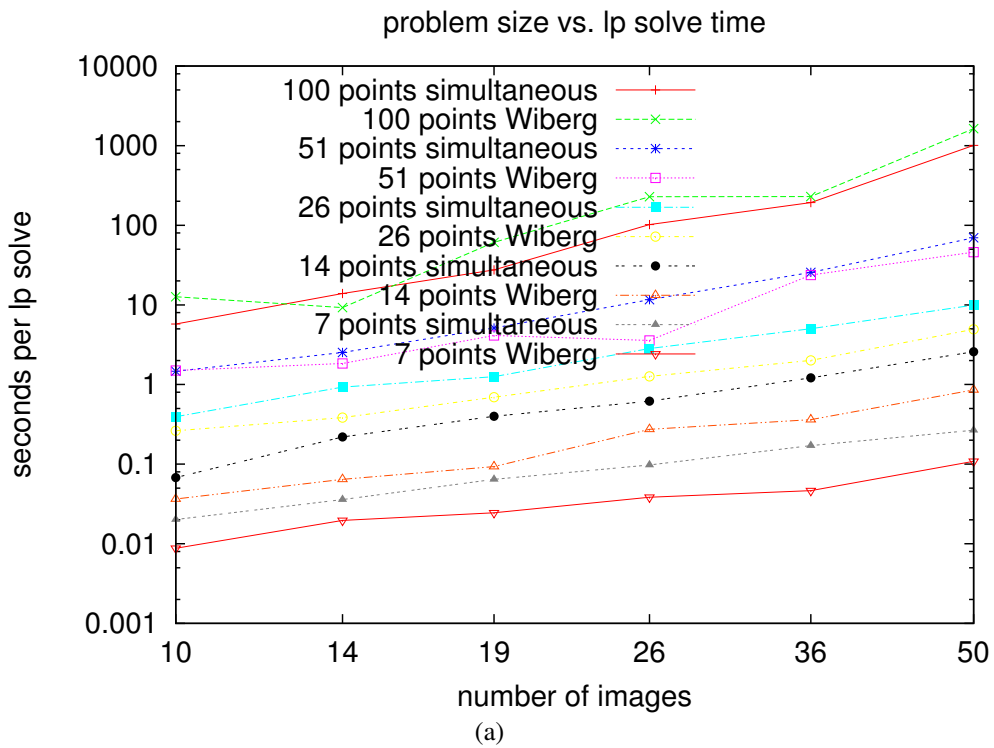 problem size vs. lp solve time
10000
1000
100
10
1
0.1
0.01
0.001
seconds per lp solve
100 points simultaneous
100 points Wiberg
51 points simultaneous
51 points Wiberg
26 points simultaneous
26 points Wiberg
14 points simultaneous
14 points Wiberg
7 points simultaneous
7 points Wiberg
10 14 19 26 36 50
number of images
(a)